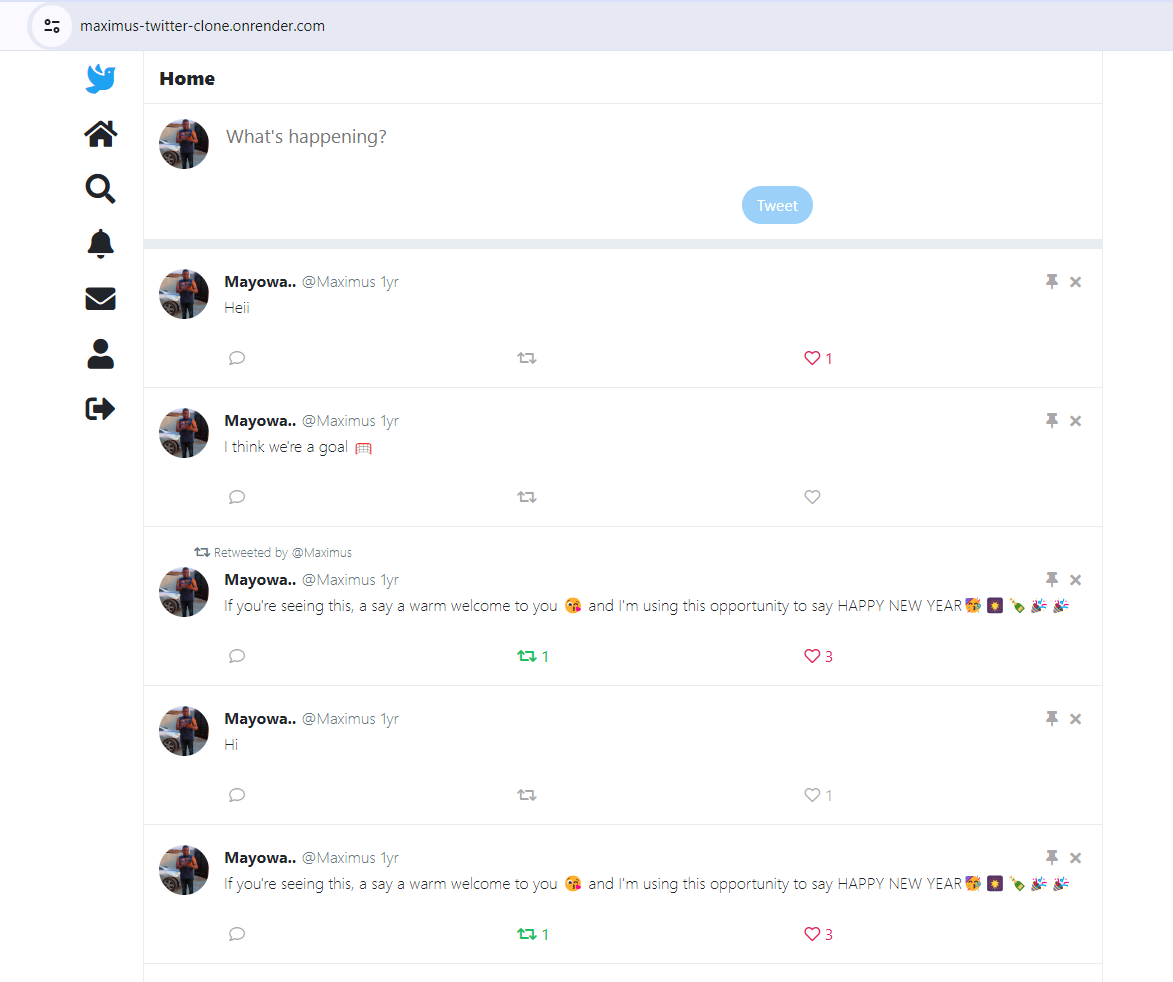 maximus-twitter-clone.onrender.com
Home
What's happening?
Tweet
Mayowa.. @Maximus 1yr
Heii
1
Mayowa.. @Maximus 1yr
I think we're a goal 🥅
Retweeted by @Maximus
Mayowa.. @Maximus 1yr
If you're seeing this, a say a warm welcome to you 😘 and I'm using this opportunity to say HAPPY NEW YEAR🥳 🎇 🍾 🎉 🎉
1 3
Mayowa.. @Maximus 1yr
Hi
1
Mayowa.. @Maximus 1yr
If you're seeing this, a say a warm welcome to you 😘 and I'm using this opportunity to say HAPPY NEW YEAR🥳 🎇 🍾 🎉 🎉
1 3